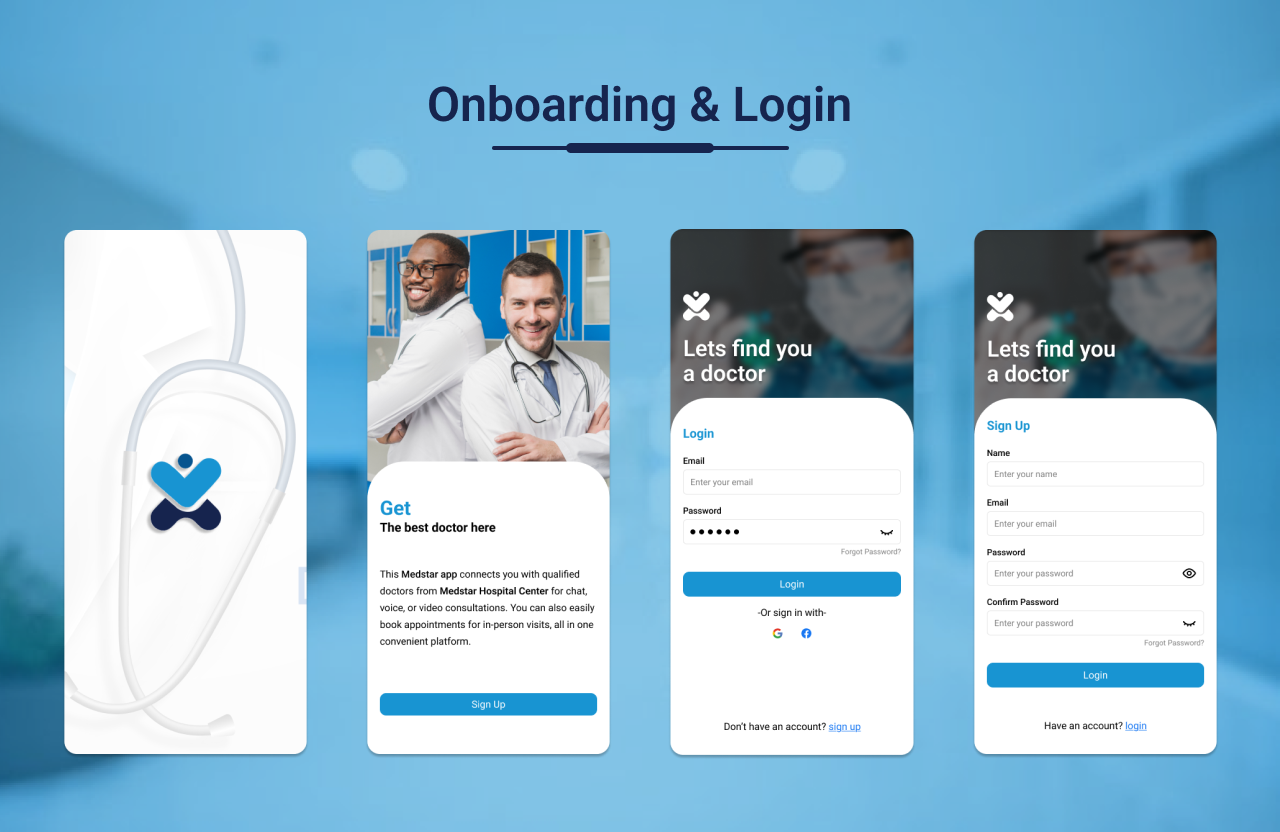 Onboarding & Login
Get
The best doctor here
This Medstar app connects you with qualified
doctors from Medstar Hospital Center for chat,
voice, or video consultations. You can also easily
book appointments for in-person visits, all in one
convenient platform.
Sign Up
Lets find you
a doctor
Login
Email
Enter your email
Password
Forgot Password?
Login
-Or sign in with-
Don't have an account? sign up
Lets find you
a doctor
Sign Up
Name
Enter your name
Email
Enter your email
Password
Enter your password
Confirm Password
Enter your password
Forgot Password?
Login
Have an account? login